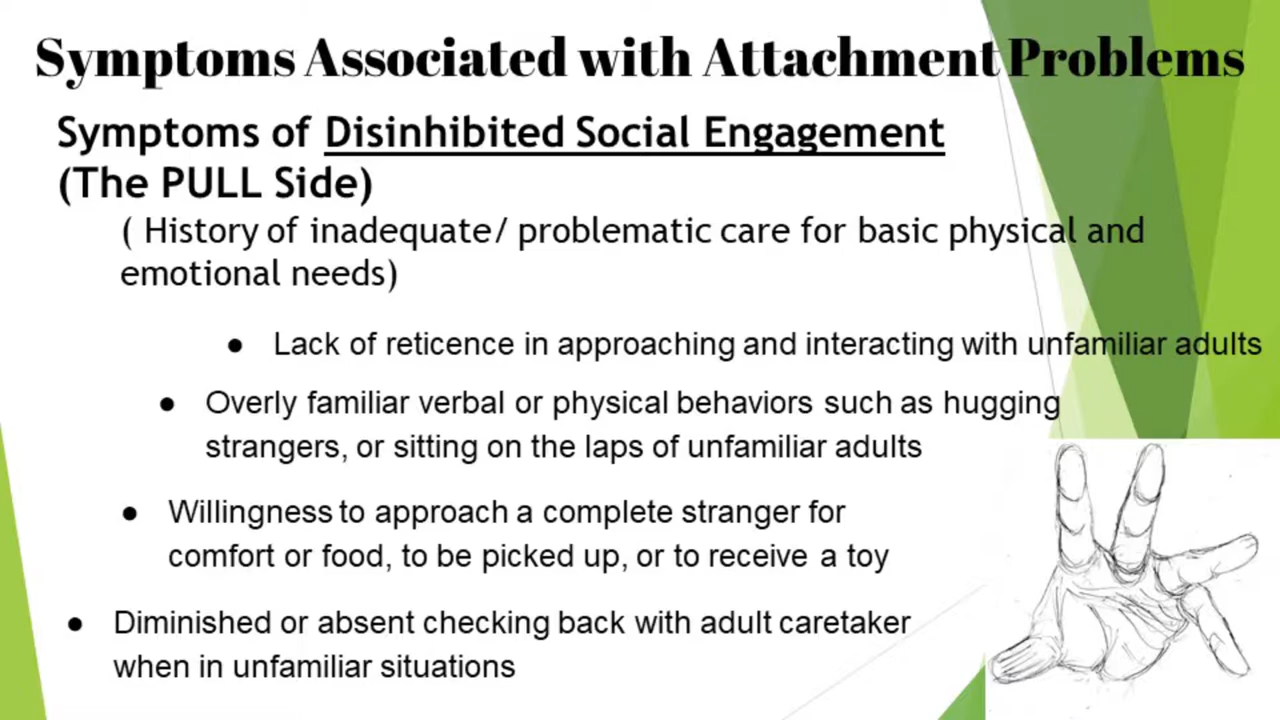 Symptoms Associated with Attachment Problems
Symptoms of Disinhibited Social Engagement
(The PULL Side)
( History of inadequate/ problematic care for basic physical and
emotional needs)
● Lack of reticence in approaching and interacting with unfamiliar adults
● Overly familiar verbal or physical behaviors such as hugging
strangers, or sitting on the laps of unfamiliar adults
● Willingness to approach a complete stranger for
comfort or food, to be picked up, or to receive a toy
● Diminished or absent checking back with adult caretaker
when in unfamiliar situations